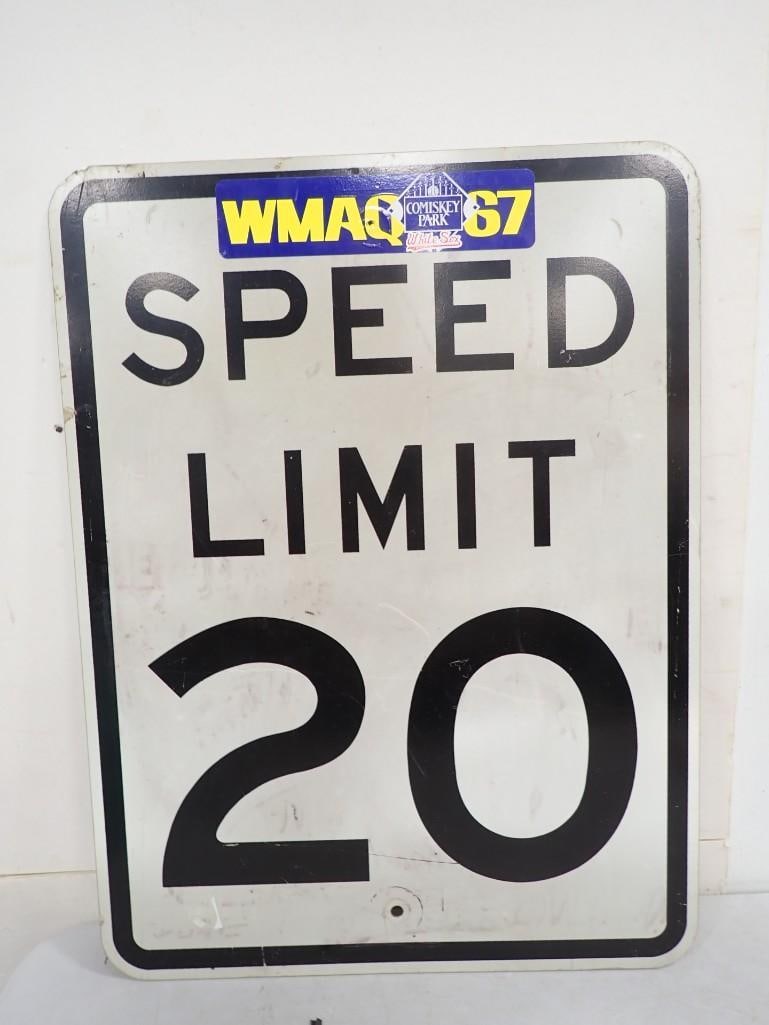 WMAQ 67
COMISKEY
PARK
White Sox
SPEED
LIMIT
20